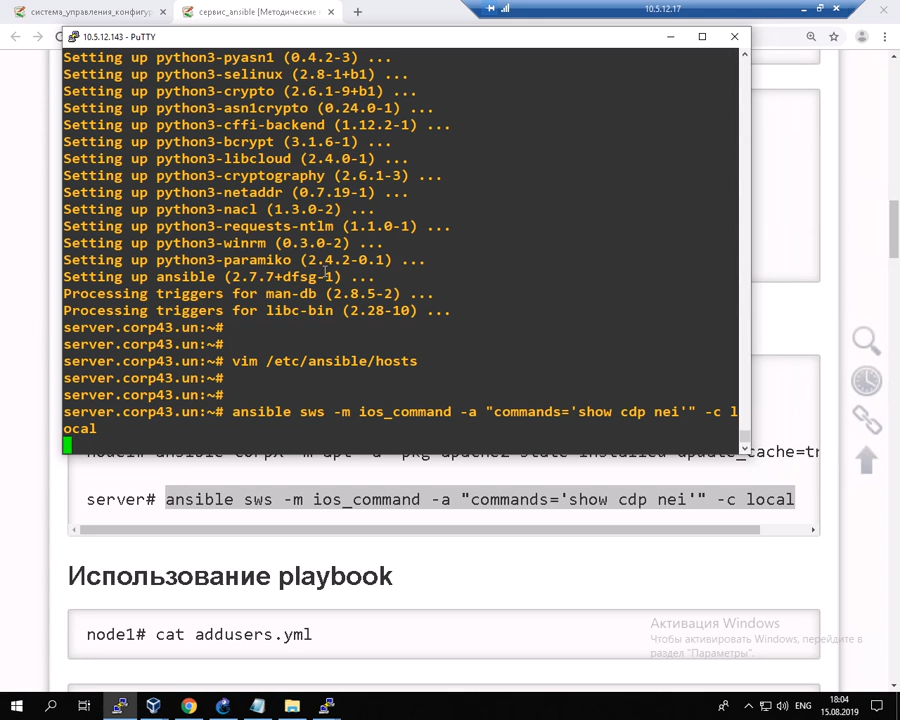 система_управления_конфигур
сервис_ansible [Методические
10.5.12.17
10.5.12.143 - PuTTY
Setting up python3-pyasn1 (0.4.2-3) ...
Setting up python3-selinux (2.8-1+b1) ...
Setting up python3-crypto (2.6.1-9+b1) ...
Setting up python3-asn1crypto (0.24.0-1) ...
Setting up python3-cffi-backend (1.12.2-1) ...
Setting up python3-bcrypt (3.1.6-1) ...
Setting up python3-libcloud (2.4.0-1) ...
Setting up python3-cryptography (2.6.1-3) ...
Setting up python3-netaddr (0.7.19-1) ...
Setting up python3-nacl (1.3.0-2) ...
Setting up python3-requests-ntlm (1.1.0-1) ...
Setting up python3-winrm (0.3.0-2) ...
Setting up python3-paramiko (2.4.2-0.1) ...
Setting up ansible (2.7.7+dfsg-1) ...
Processing triggers for man-db (2.8.5-2) ...
Processing triggers for libc-bin (2.28-10) ...
server.corp43.un:~#
server.corp43.un:~#
server.corp43.un:~# vim /etc/ansible/hosts
server.corp43.un:~#
server.corp43.un:~#
server.corp43.un:~# ansible sws -m ios_command -a "commands='show cdp nei'" -c l
ocal
node1# ansible corpX -m apt -a 'pkg=apache2 state=installed update_cache=tr
server# ansible sws -m ios_command -a "commands='show cdp nei'" -c local
Использование playbook
node1# cat addusers.yml
Активация Windows
Чтобы активировать Windows, перейдите в
раздел "Параметры".
ENG
18:04
15.08.2019